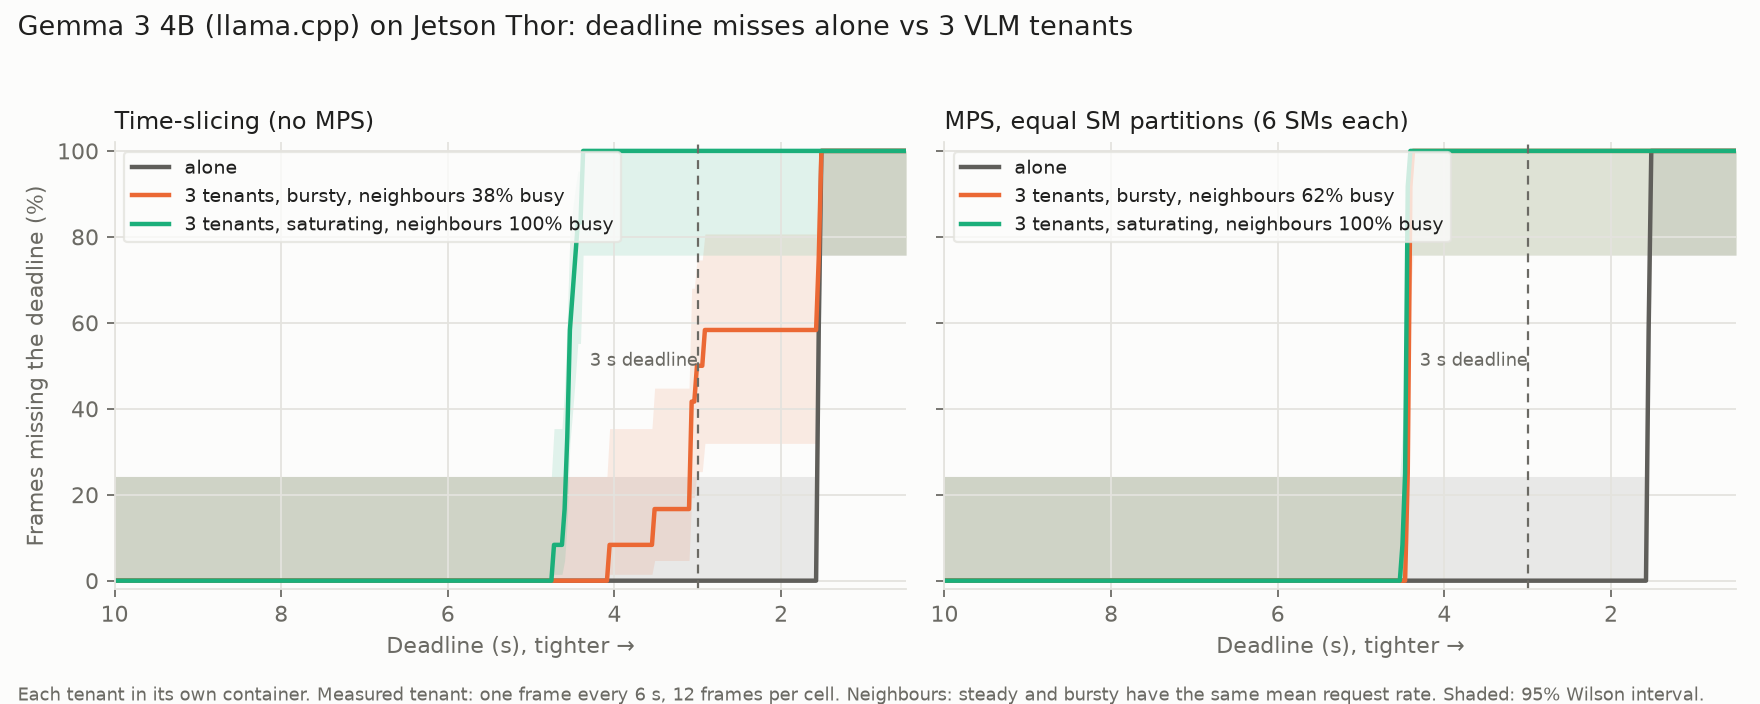 Gemma 3 4B (llama.cpp) on Jetson Thor: deadline misses alone vs 3 VLM tenants
Time-slicing (no MPS)
alone
3 tenants, bursty, neighbours 38% busy
3 tenants, saturating, neighbours 100% busy
3 s deadline
Frames missing the deadline (%)
100
80
60
40
20
0
10
8
6
4
2
Deadline (s), tighter →
MPS, equal SM partitions (6 SMs each)
alone
3 tenants, bursty, neighbours 62% busy
3 tenants, saturating, neighbours 100% busy
3 s deadline
10
8
6
4
2
Deadline (s), tighter →
Each tenant in its own container. Measured tenant: one frame every 6 s, 12 frames per cell. Neighbours: steady and bursty have the same mean request rate. Shaded: 95% Wilson interval.